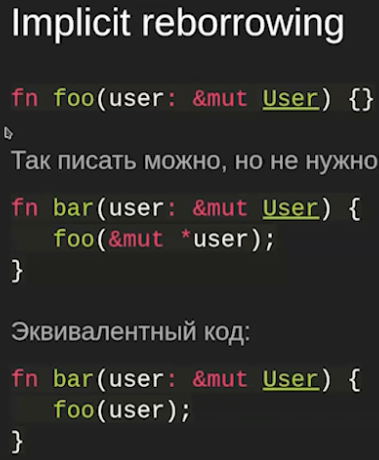 Implicit reborrowing
fn foo(user: &mut User) {}
Так писать можно, но не нужно
fn bar(user: &mut User) {
   foo(&mut *user);
}
Эквивалентный код:
fn bar(user: &mut User) {
   foo(user);
}